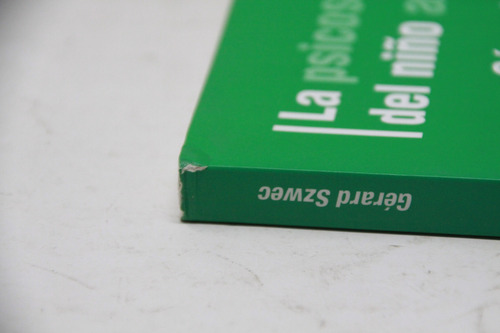 La psicos
del niño a
Gérard Szwec